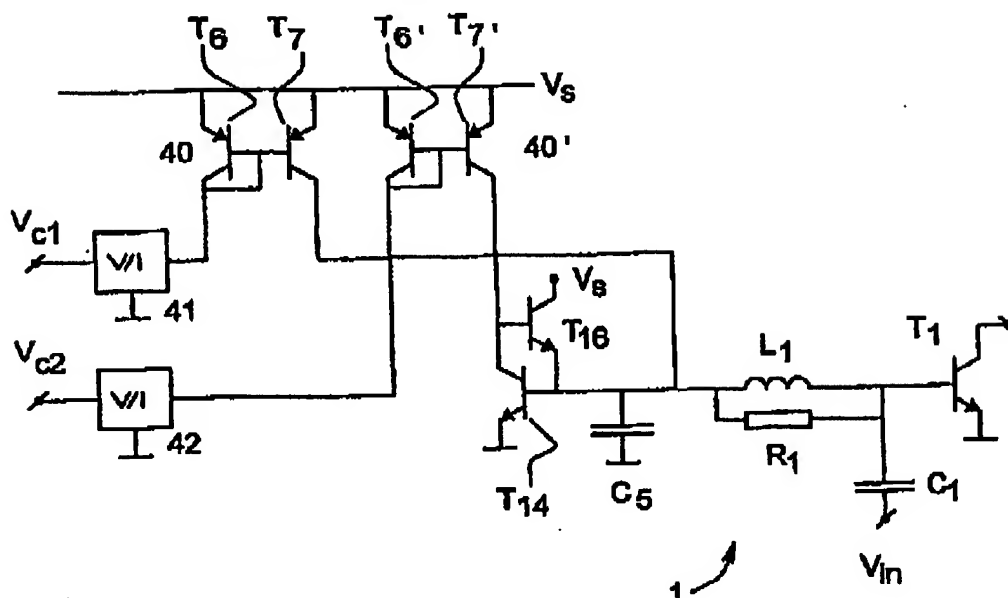 T6 T7 T6' T7'
Vs
40 40'
Vc1
V/I
41
Vs
T16
T1
L1
Vc2
V/I
42
R1
T14
C5
C1
Vin
1